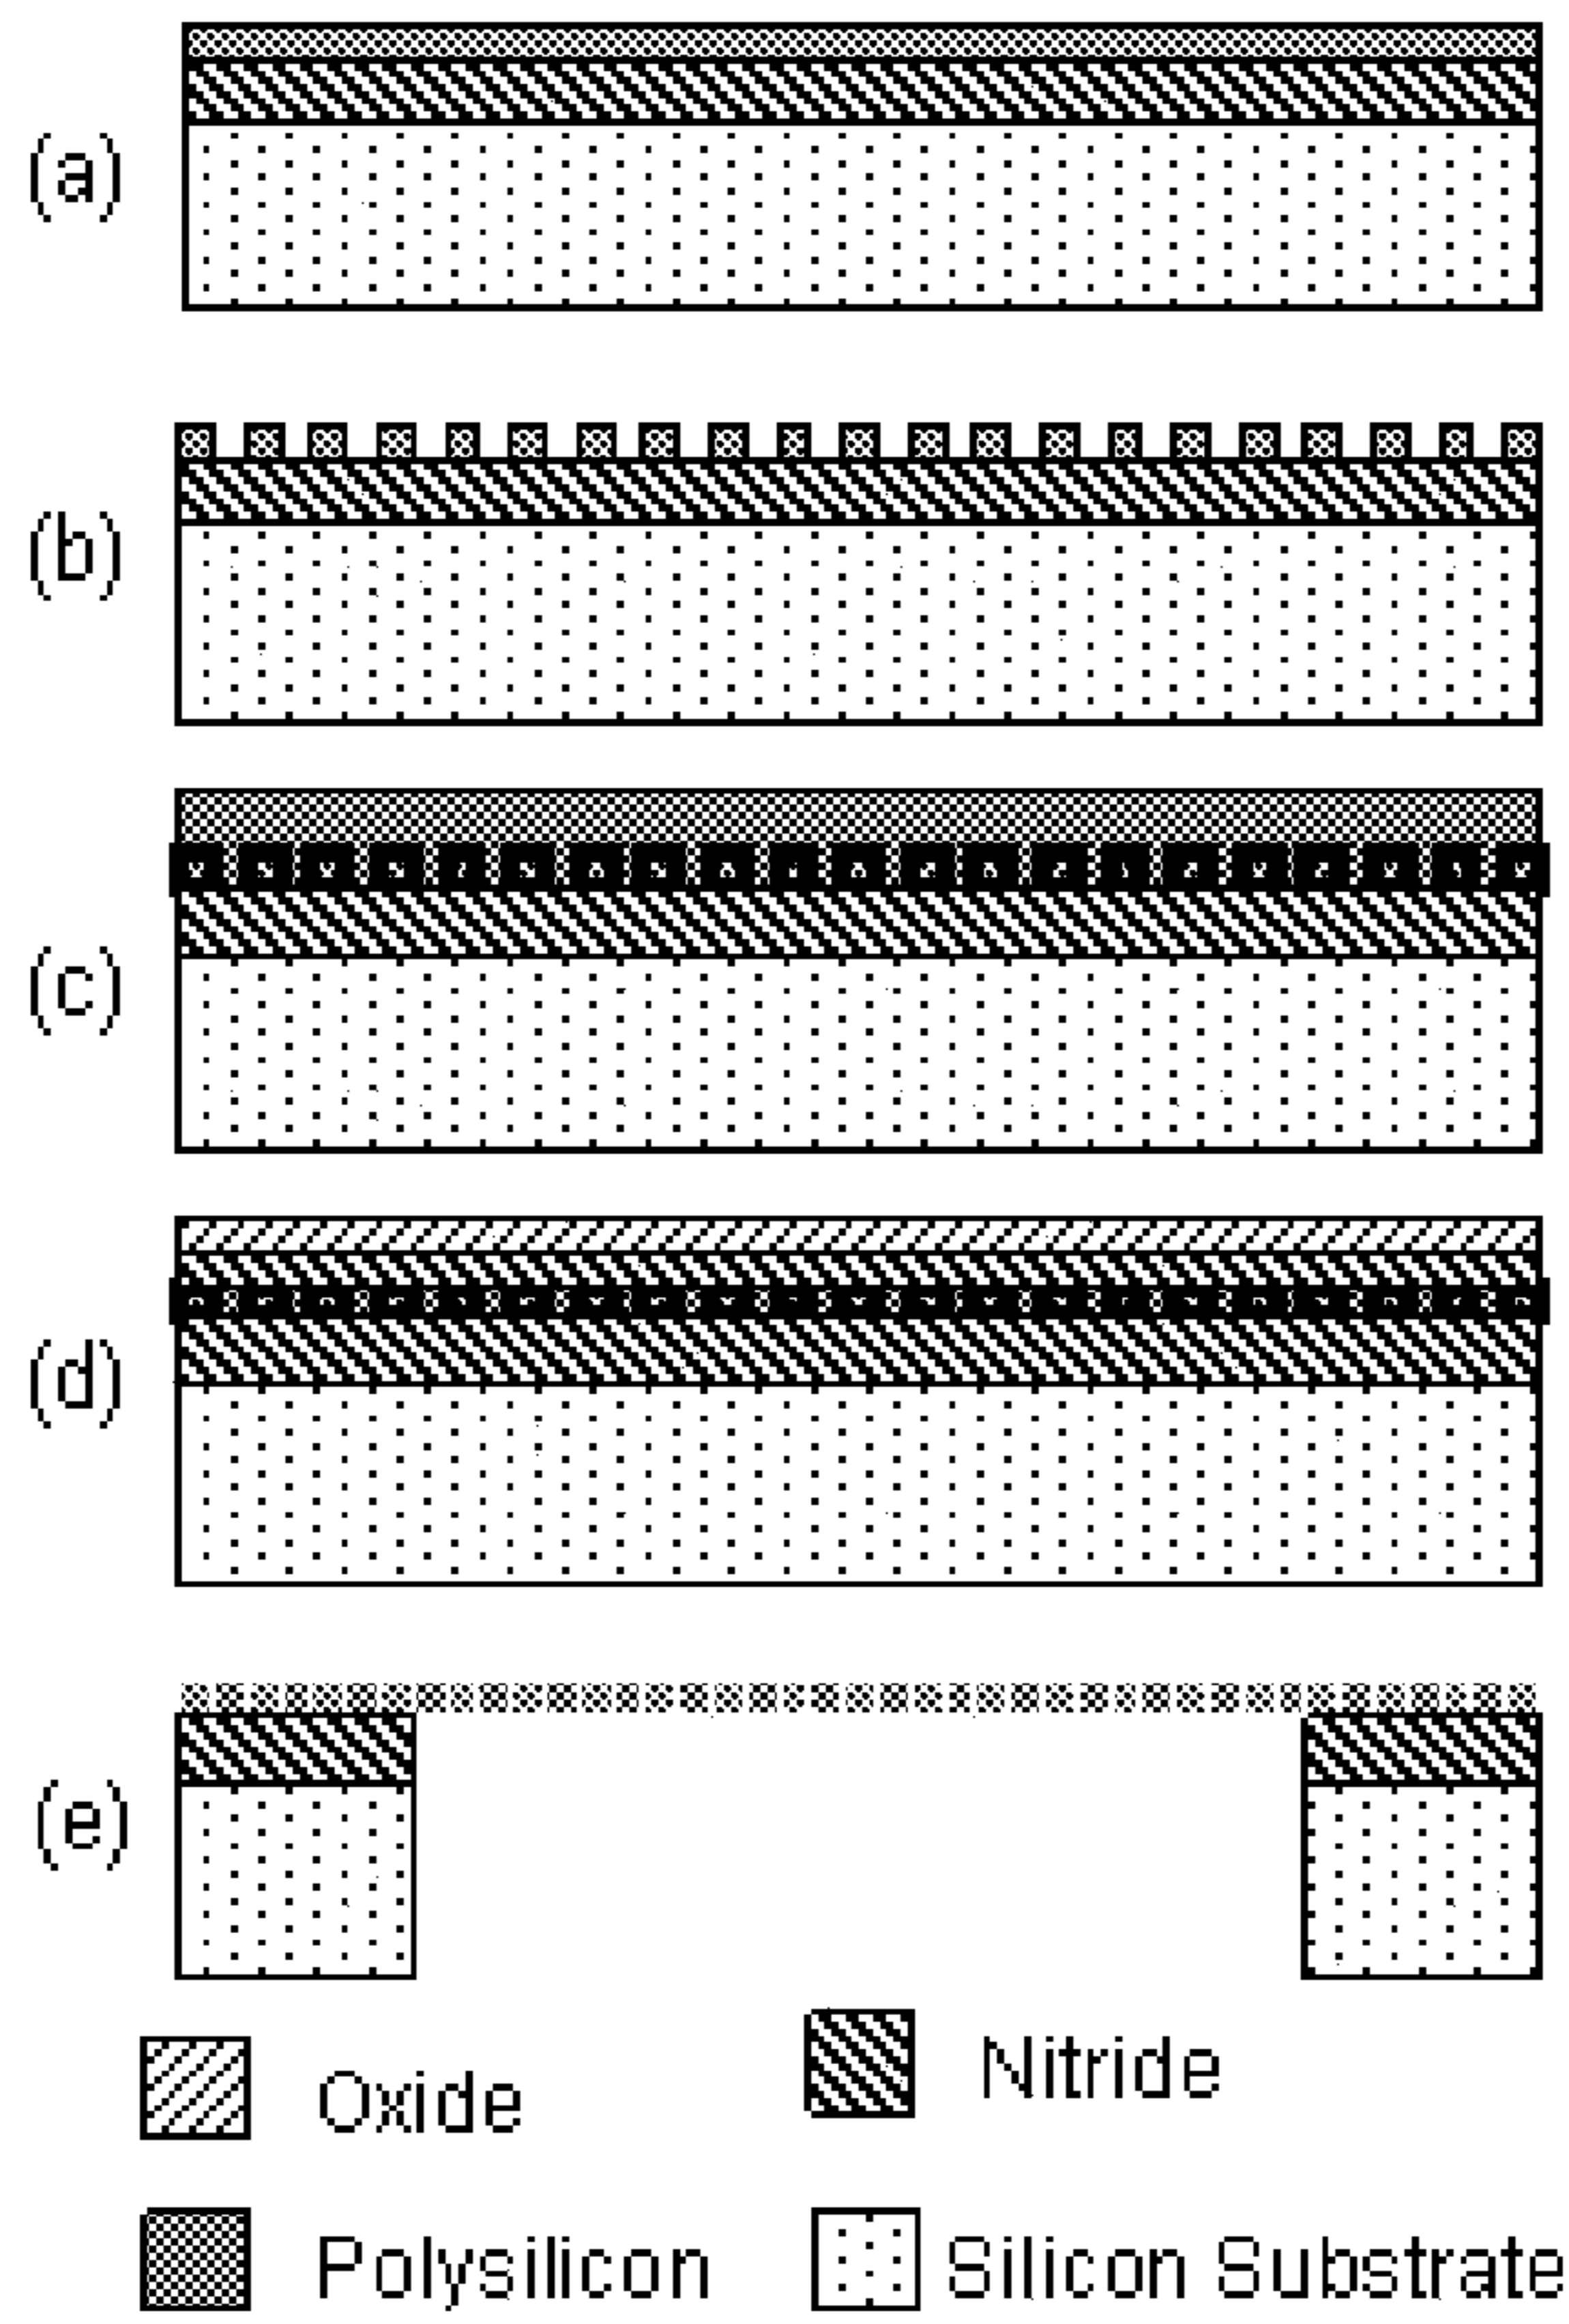 (a)
(b)
(c)
(d)
(e)
Oxide
Nitride
Polysilicon
Silicon Substrate